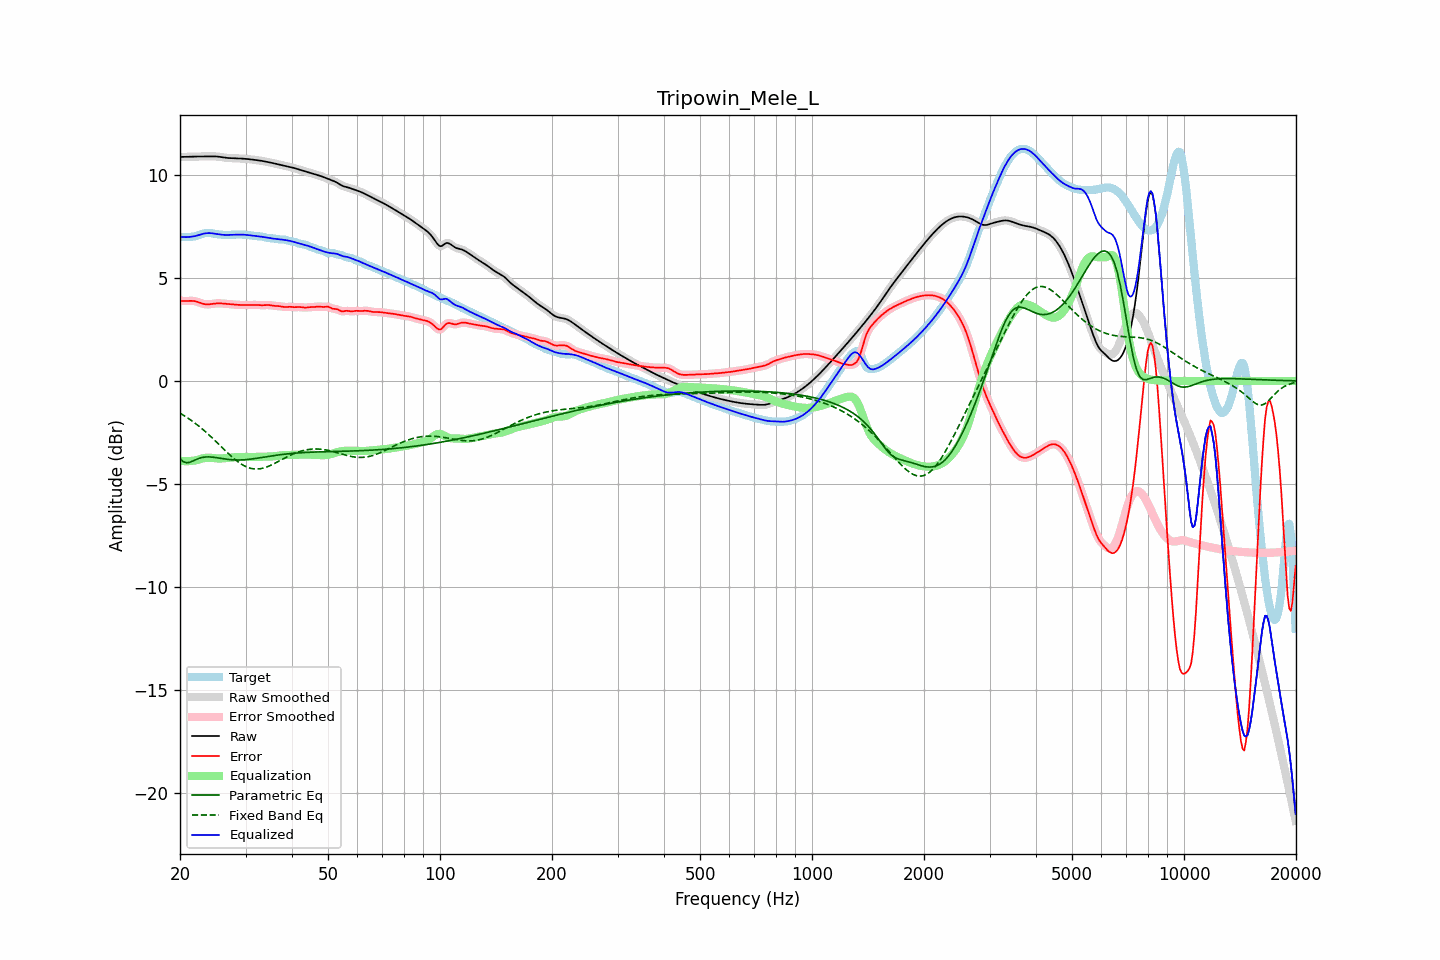 Tripowin_Mele_L
Amplitude (dBr)
10
5
0
−5
−10
−15
−20
Target
Raw Smoothed
Error Smoothed
Raw
Error
Equalization
Parametric Eq
Fixed Band Eq
Equalized
20 50 100 200 500 1000 2000 5000 10000 20000
Frequency (Hz)